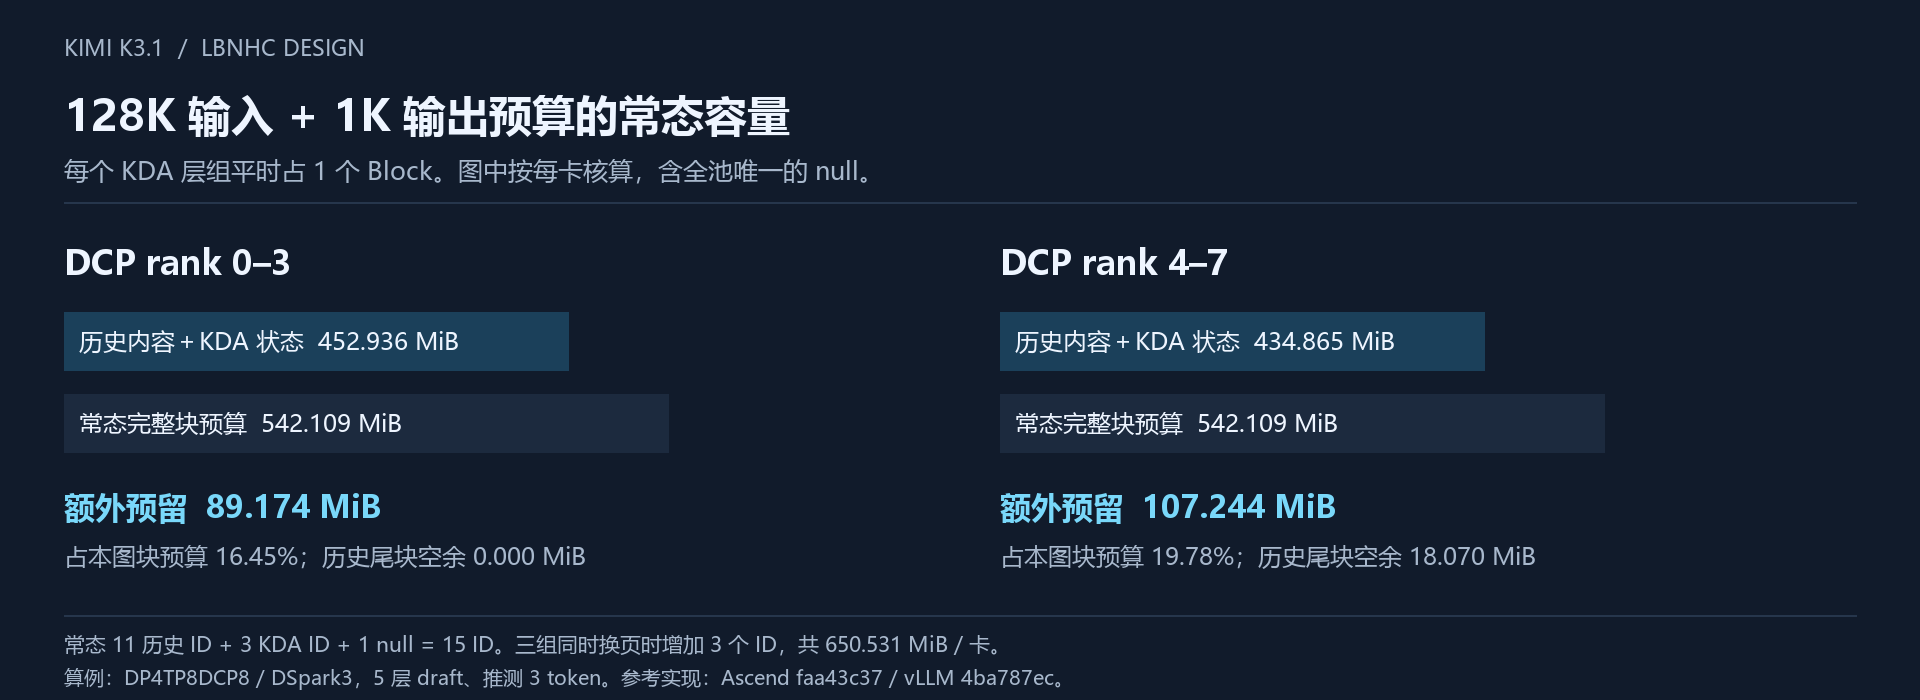 KIMI K3.1 / LBNHC DESIGN
128K 输入 + 1K 输出预算的常态容量
每个 KDA 层组平时占 1 个 Block。图中按每卡核算，含全池唯一的 null。
DCP rank 0–3
历史内容＋KDA 状态 452.936 MiB
常态完整块预算 542.109 MiB
额外预留 89.174 MiB
占本图块预算 16.45%；历史尾块空余 0.000 MiB
DCP rank 4–7
历史内容＋KDA 状态 434.865 MiB
常态完整块预算 542.109 MiB
额外预留 107.244 MiB
占本图块预算 19.78%；历史尾块空余 18.070 MiB
常态 11 历史 ID + 3 KDA ID + 1 null = 15 ID。三组同时换页时增加 3 个 ID，共 650.531 MiB / 卡。
算例：DP4TP8DCP8 / DSpark3，5 层 draft、推测 3 token。参考实现：Ascend faa43c37 / vLLM 4ba787ec。